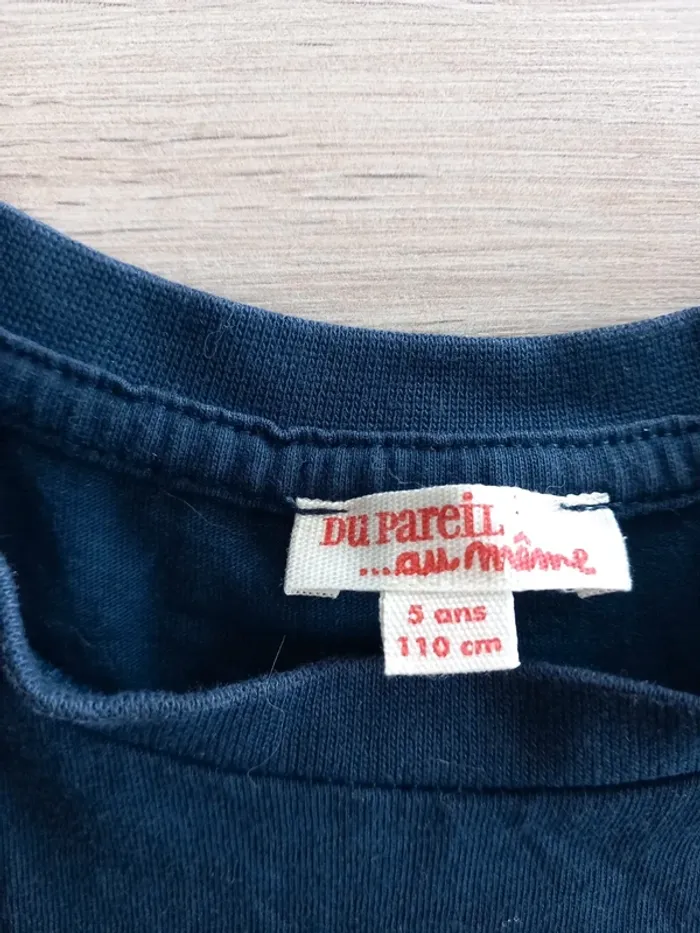 DU PareiL
...au même
5 ans
110 cm